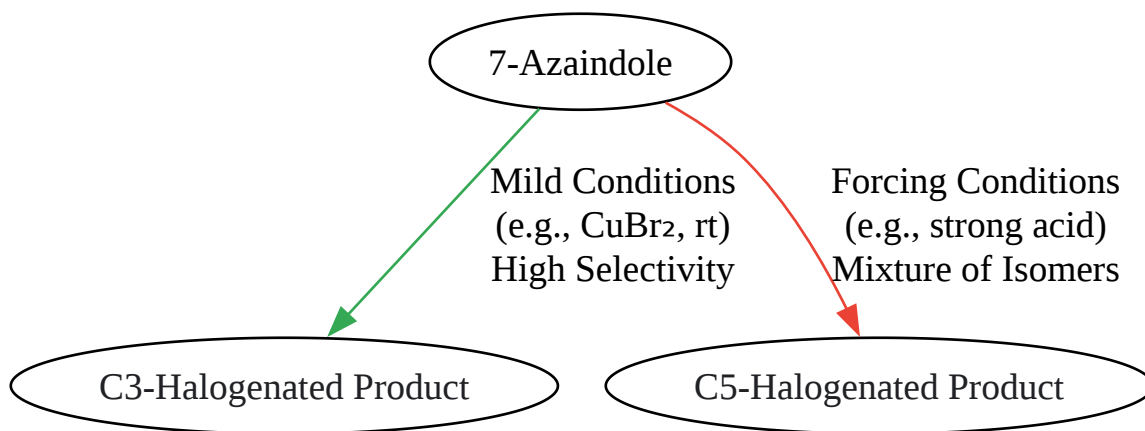 7-Azaindole
Mild Conditions
(e.g., CuBr₂, rt)
High Selectivity
Forcing Conditions
(e.g., strong acid)
Mixture of Isomers
C3-Halogenated Product
C5-Halogenated Product